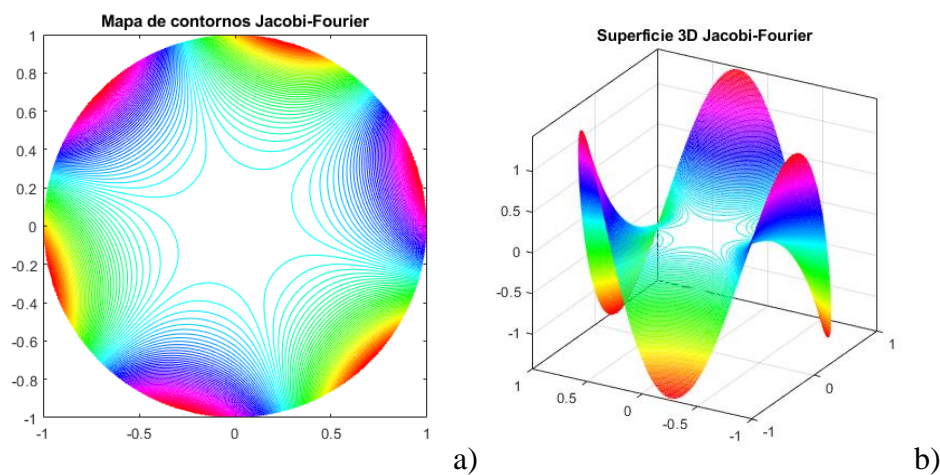 Mapa de contornos Jacobi-Fourier
1
0.8
0.6
0.4
0.2
0
-0.2
-0.4
-0.6
-0.8
-1
-1 -0.5 0 0.5 1
a)
Superficie 3D Jacobi-Fourier
1
0.5
0
-0.5
-1
1 0.5 0 -0.5 -1
-1 0 1
b)